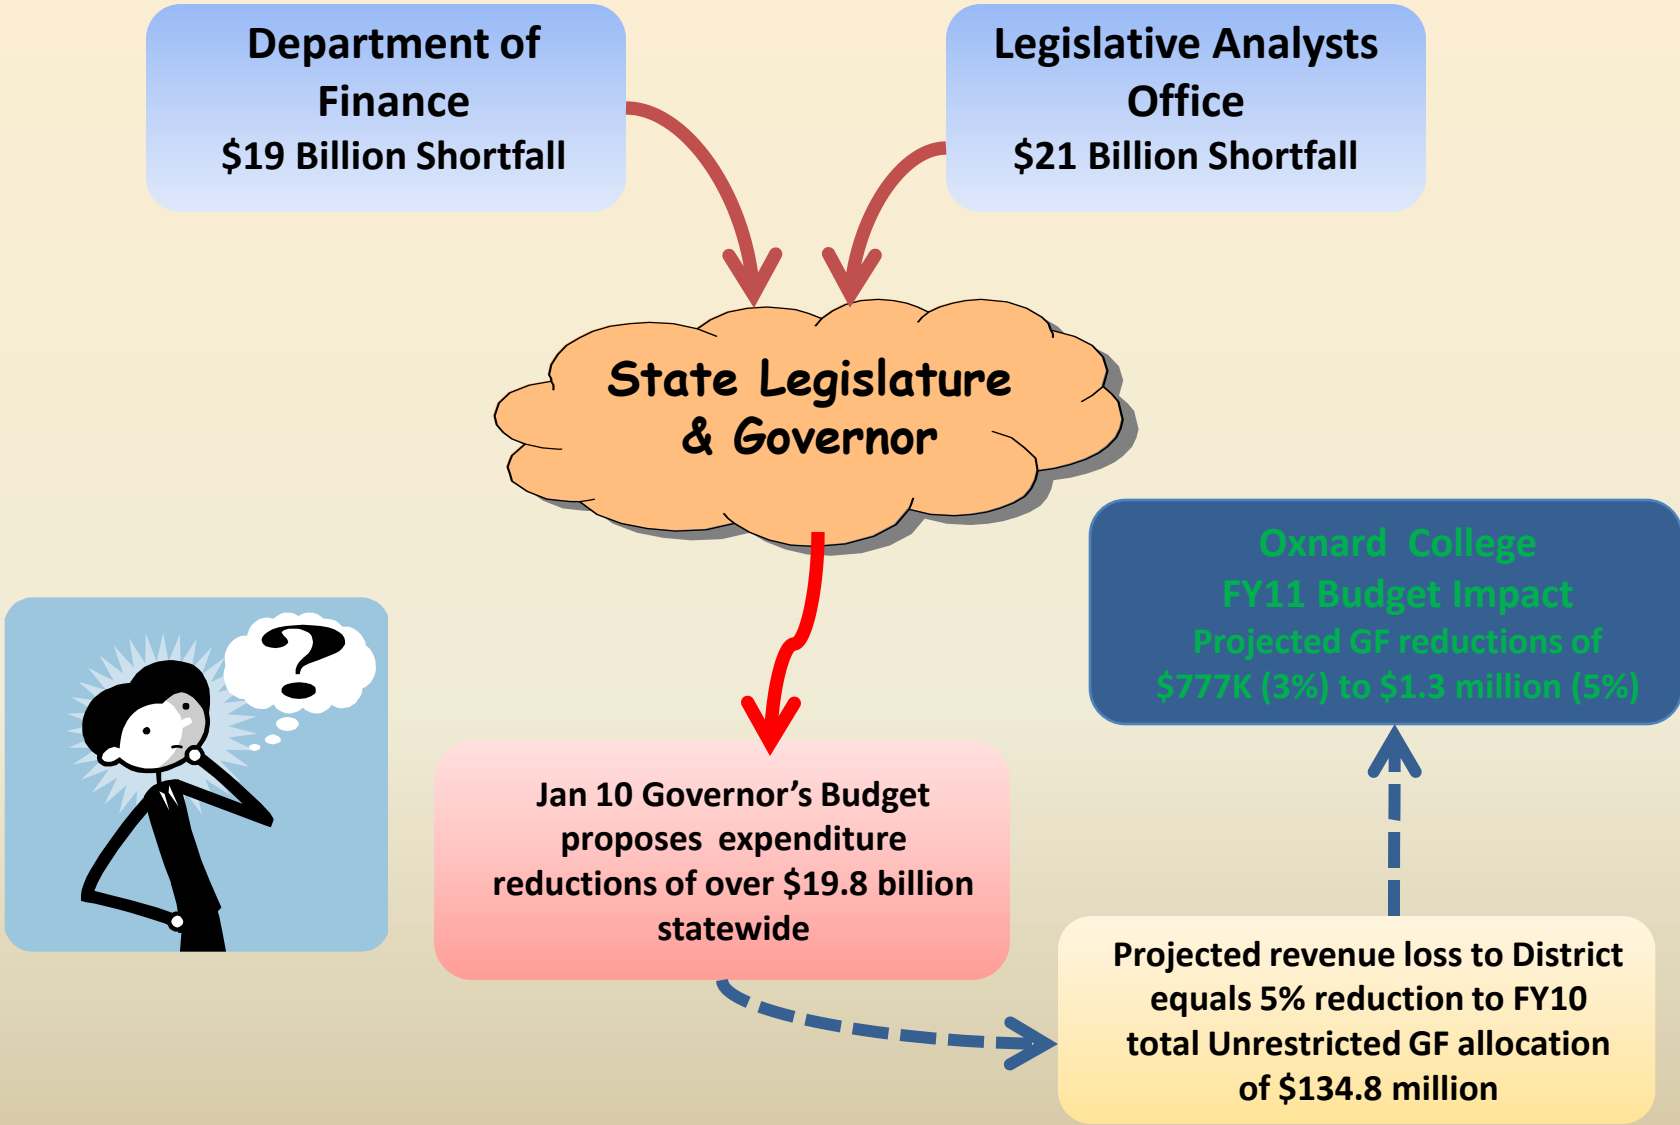 Department of
Finance
$19 Billion Shortfall
Legislative Analysts
Office
$21 Billion Shortfall
State Legislature
& Governor
Oxnard College
FY11 Budget Impact
Projected GF reductions of
$777K (3%) to $1.3 million (5%)
?
Jan 10 Governor’s Budget
proposes expenditure
reductions of over $19.8 billion
statewide
Projected revenue loss to District
equals 5% reduction to FY10
total Unrestricted GF allocation
of $134.8 million